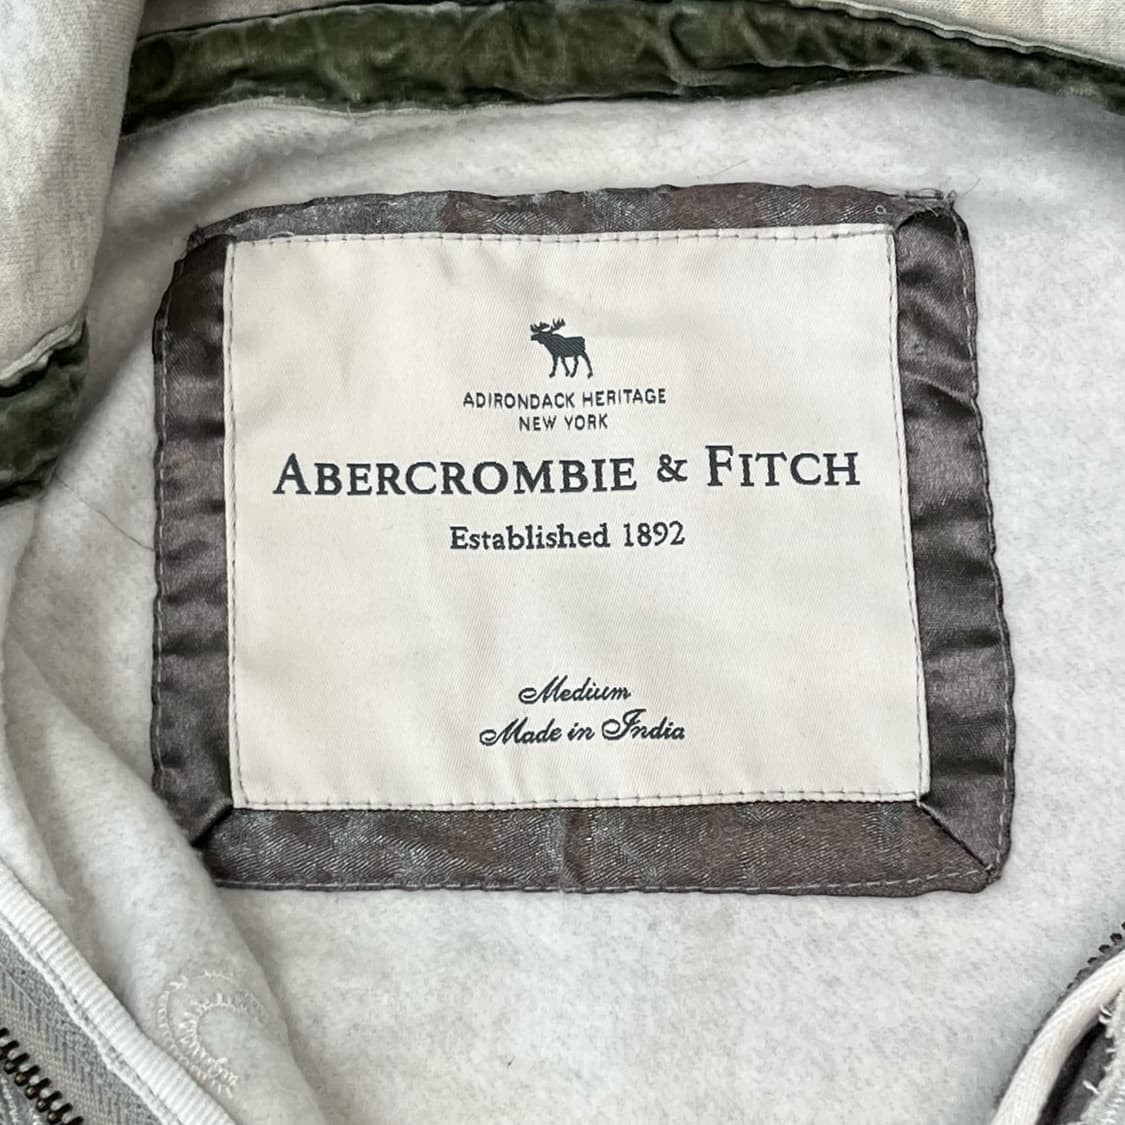 ADIRONDACK HERITAGE
NEW YORK
ABERCROMBIE & FITCH
Established 1892
Medium
Made in India